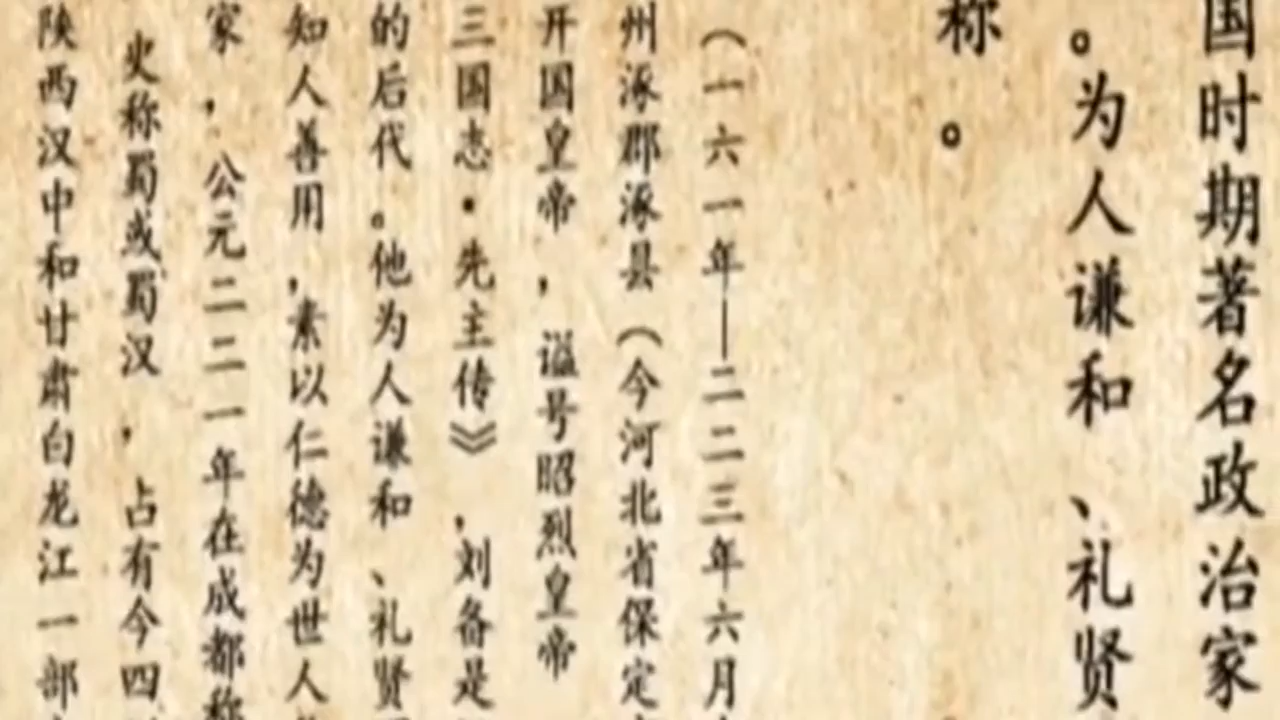 国时期著名政治家
。为人谦和、礼贤
称。
（一六一年—二二三年六月
州涿郡涿县（今河北省保定
开国皇帝，谥号昭烈皇帝
三国志·先主传》，刘备是
的后代。他为人谦和、礼贤
知人善用，素以仁德为世人
家，公元二二一年在成都称
史称蜀或蜀汉，占有今四
陕西汉中和甘肃白龙江一部